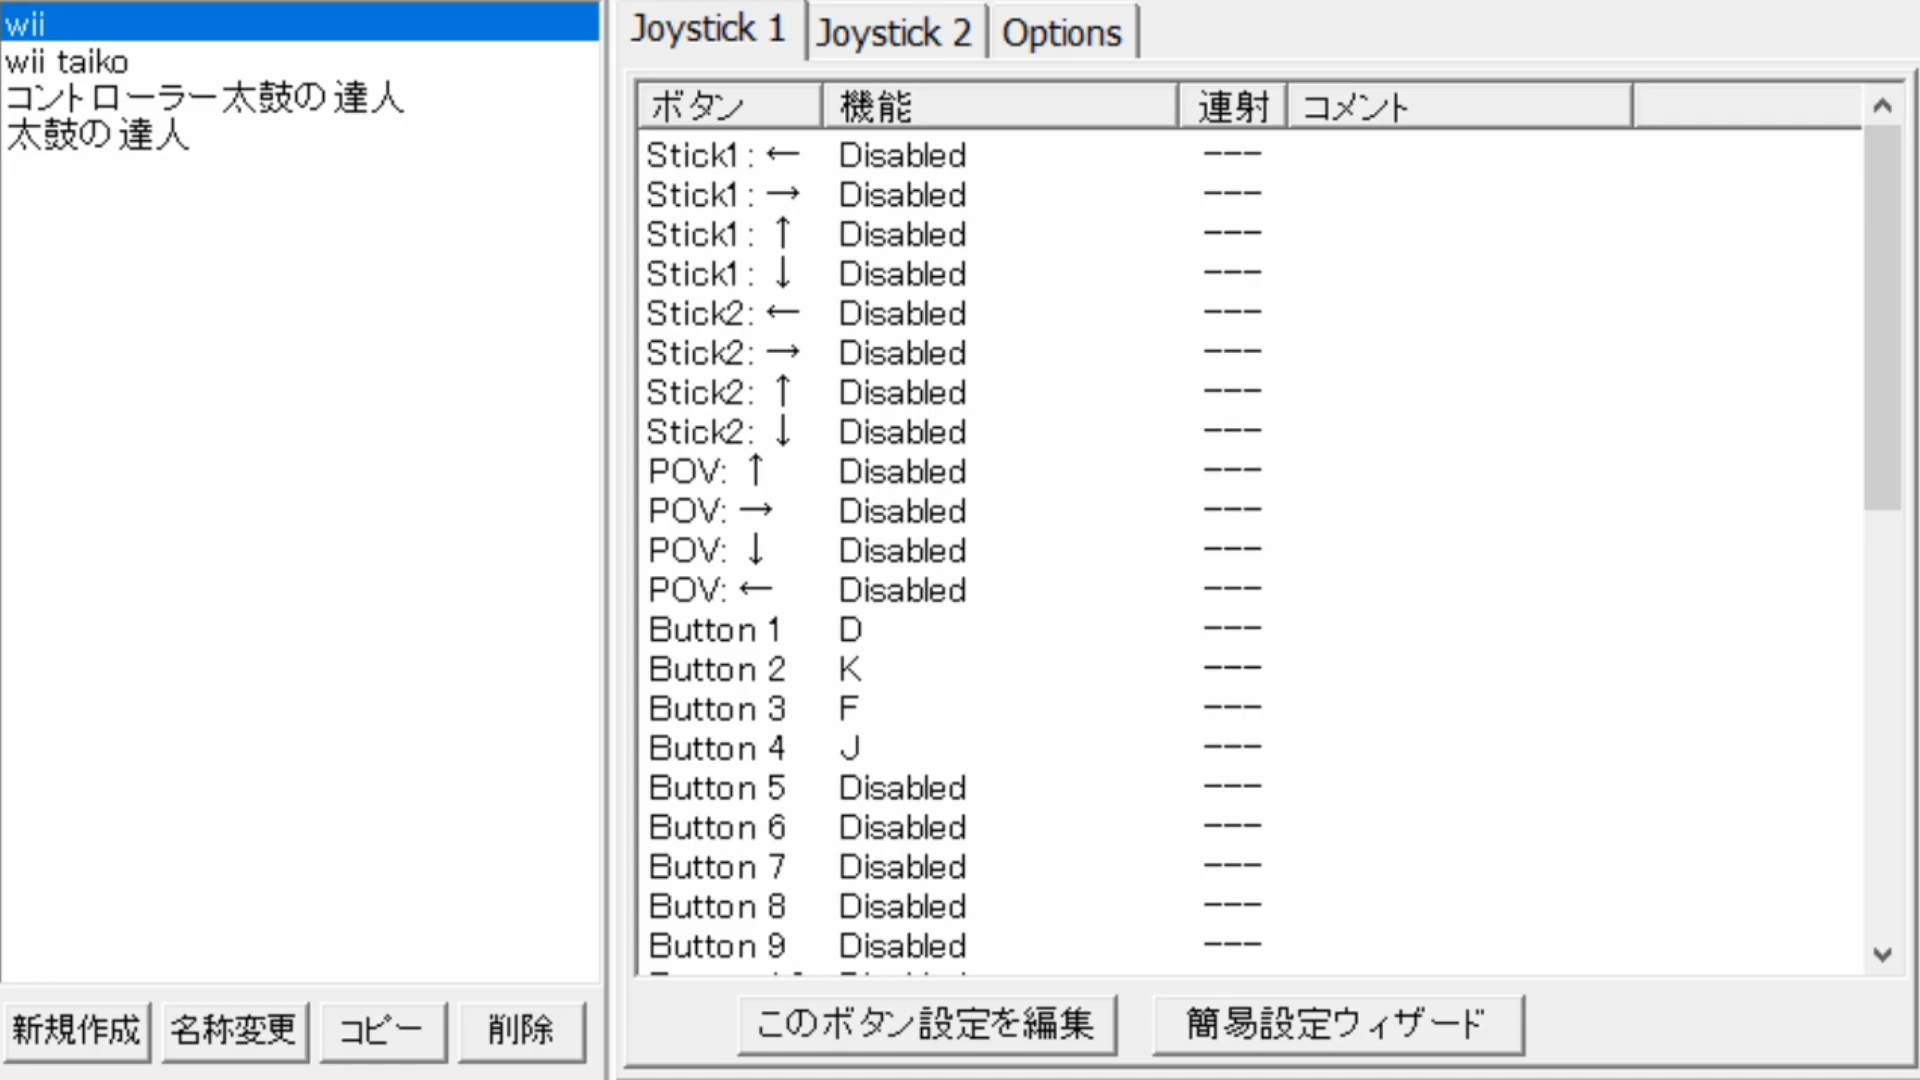 wii
wii taiko
コントローラー太鼓の達人
太鼓の達人
新規作成 名称変更 コピー 削除
Joystick 1 Joystick 2 Options
ボタン 機能 連射 コメント
Stick1 : ← Disabled ---
Stick1 : → Disabled ---
Stick1 : ↑ Disabled ---
Stick1 : ↓ Disabled ---
Stick2: ← Disabled ---
Stick2: → Disabled ---
Stick2: ↑ Disabled ---
Stick2: ↓ Disabled ---
POV: ↑ Disabled ---
POV: → Disabled ---
POV: ↓ Disabled ---
POV: ← Disabled ---
Button 1 D ---
Button 2 K ---
Button 3 F ---
Button 4 J ---
Button 5 Disabled ---
Button 6 Disabled ---
Button 7 Disabled ---
Button 8 Disabled ---
Button 9 Disabled ---
このボタン設定を編集 簡易設定ウィザード